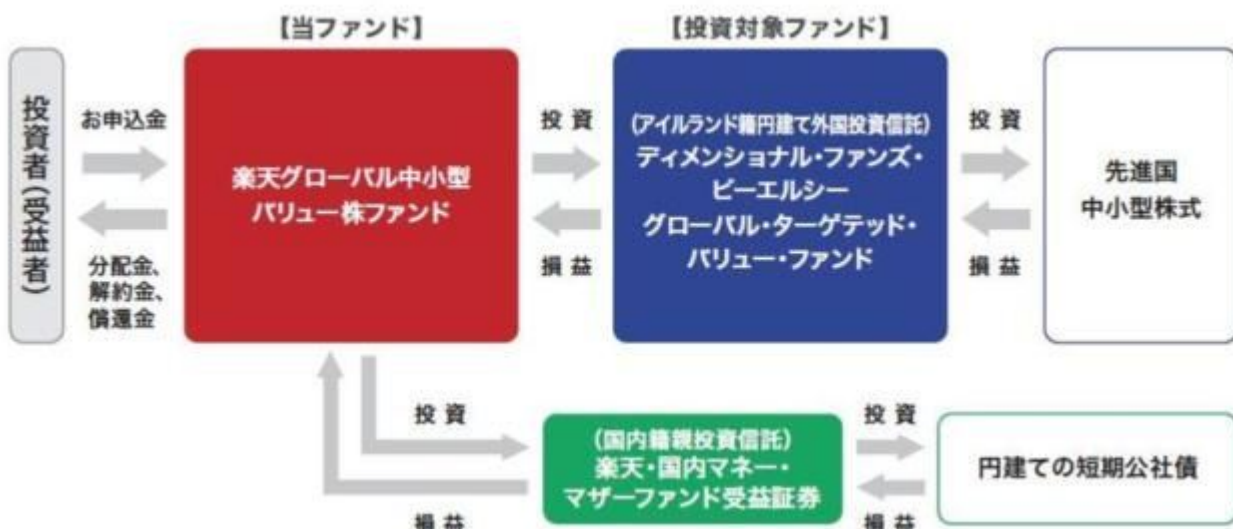 【当ファンド】
【投資対象ファンド】
投資者(受益者)
お申込金
分配金、
解約金、
償還金
楽天グローバル中小型
バリュー株ファンド
投資
損益
(アイルランド籍円建て外国投資信託)
ディメンショナル・ファンズ・
ピーエルシー
グローバル・ターゲテッド・
バリュー・ファンド
投資
損益
先進国
中小型株式
投資
損益
(国内籍親投資信託)
楽天・国内マネー・
マザーファンド受益証券
投資
損益
円建ての短期公社債